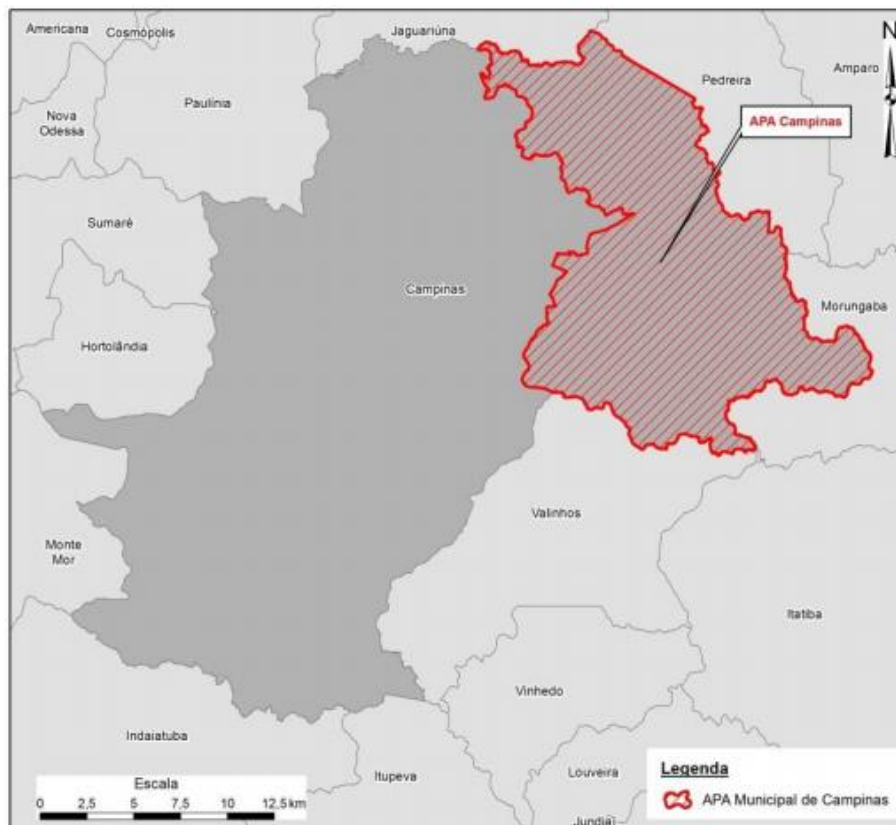 Americana
Cosmópolis
Jaguariúna
N
Paulínia
Pedreira
Amparo
Nova
Odessa
APA Campinas
Sumaré
Campinas
Morungaba
Hortolândia
Valinhos
Monte
Mor
Itatiba
Vinhedo
Indaiatuba
Itupeva
Louveira
Jundiaí
Escala
0 2,5 5 7,5 10 12,5 km
Legenda
APA Municipal de Campinas